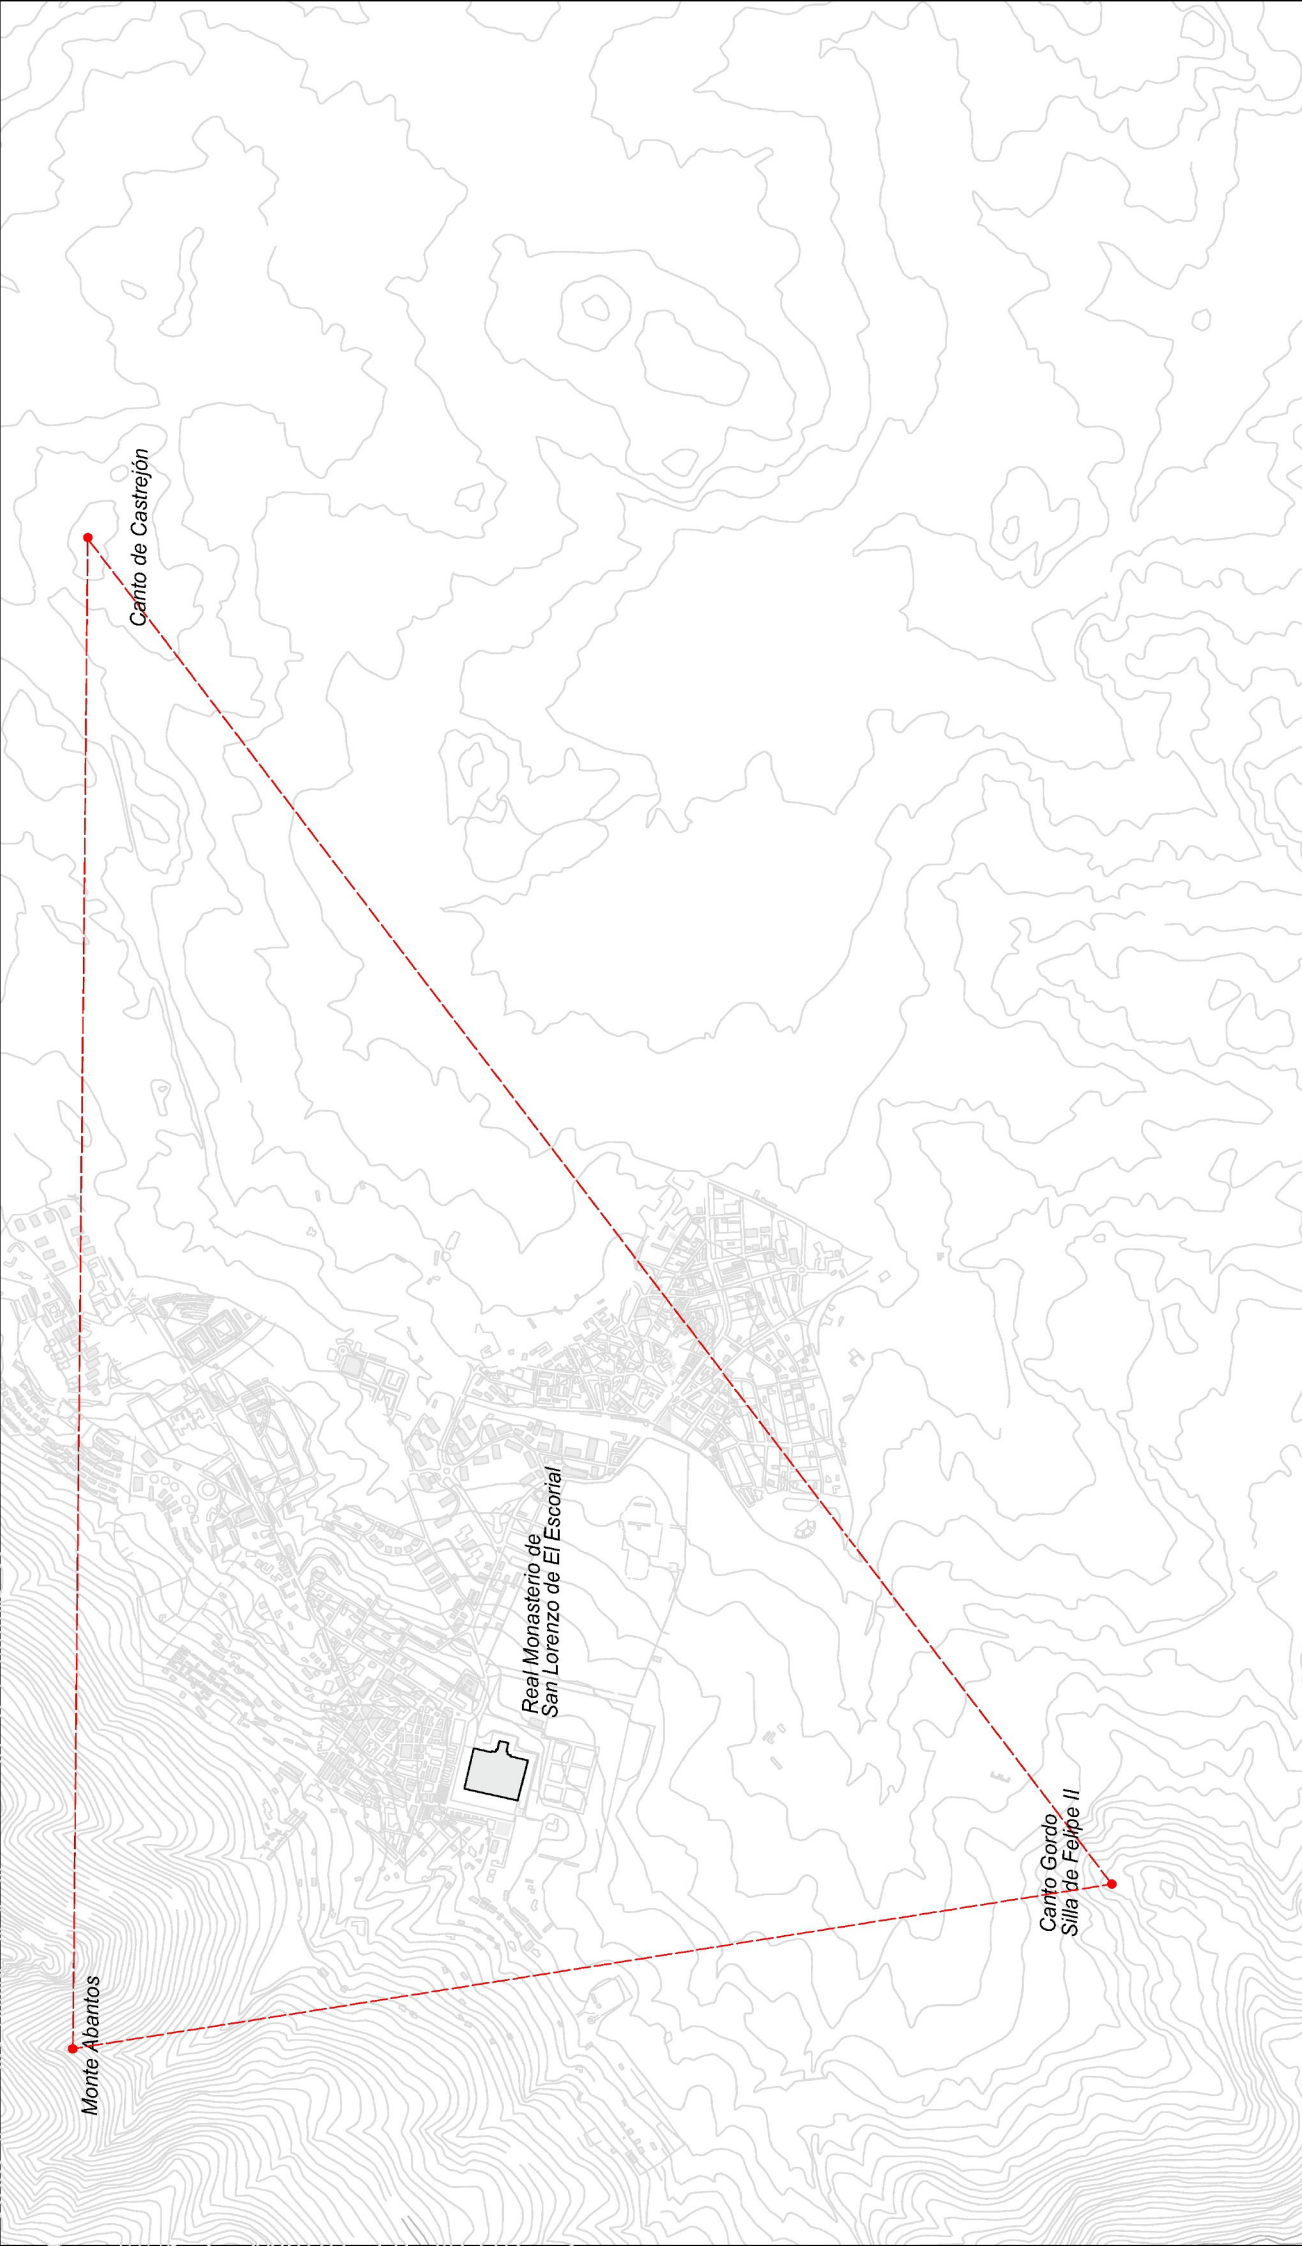 Canto de Castrejón
Real Monasterio de
San Lorenzo de El Escorial
Canto Gordo
Silla de Felipe II
Monte Abantos